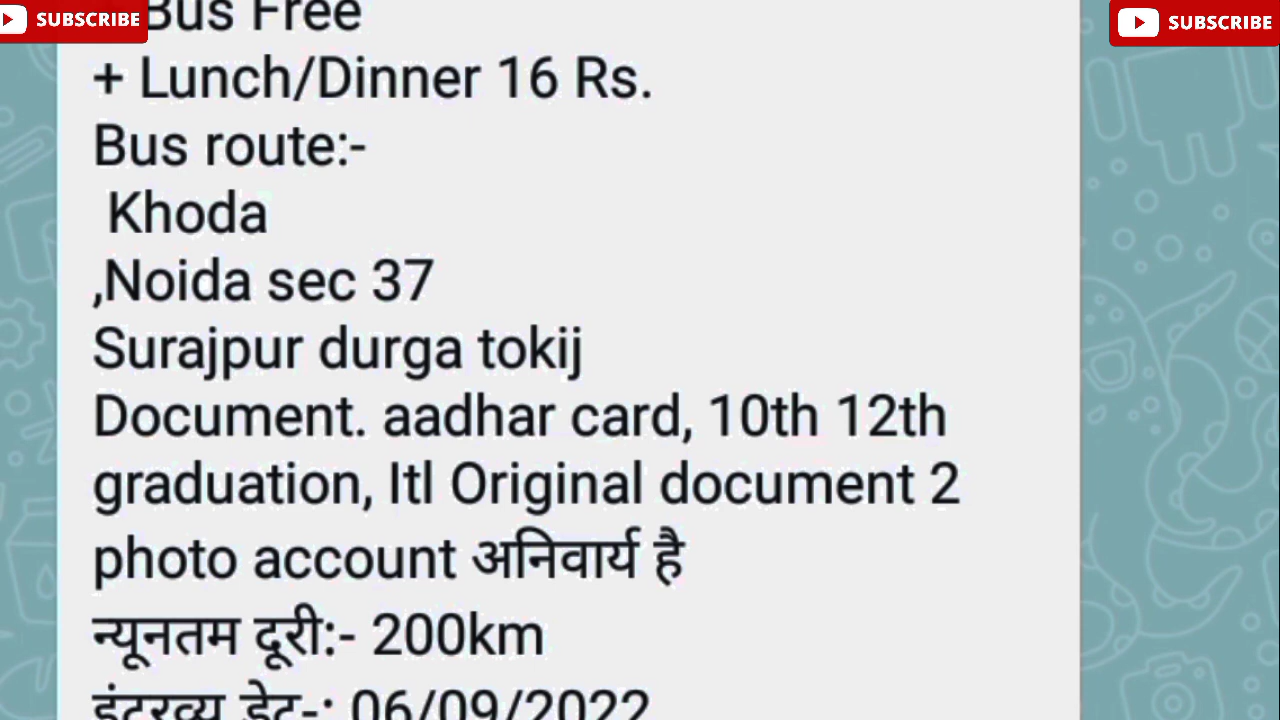 SUBSCRIBE
SUBSCRIBE
Bus Free
+ Lunch/Dinner 16 Rs.
Bus route:-
Khoda
,Noida sec 37
Surajpur durga tokij
Document. aadhar card, 10th 12th
graduation, Itl Original document 2
photo account अनिवार्य है
न्यूनतम दूरी:- 200km
इंटरव्यू डेट-: 06/09/2022